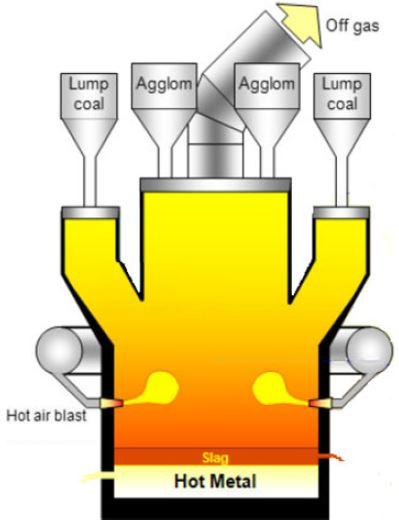 Off gas
Lump
coal
Agglom
Agglom
Lump
coal
Hot air blast
Slag
Hot Metal